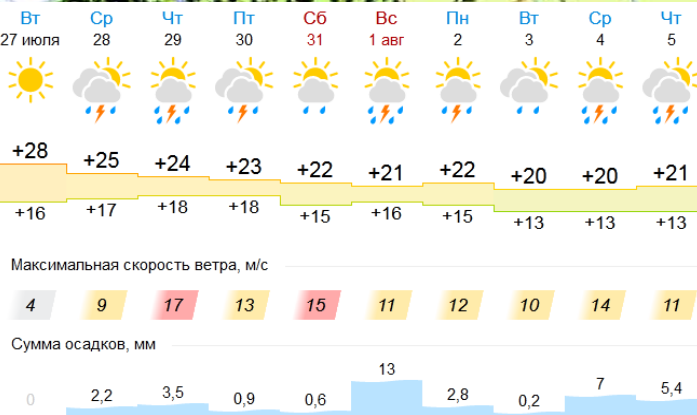 Вт Ср Чт Пт Сб Вс Пн Вт Ср Чт
27 июля 28 29 30 31 1 авг 2 3 4 5
+28 +25 +24 +23 +22 +21 +22 +20 +20 +21
+16 +17 +18 +18 +15 +16 +15 +13 +13 +13
Максимальная скорость ветра, м/с
4 9 17 13 15 11 12 10 14 11
Сумма осадков, мм
0 2,2 3,5 0,9 0,6 13 2,8 0,2 7 5,4